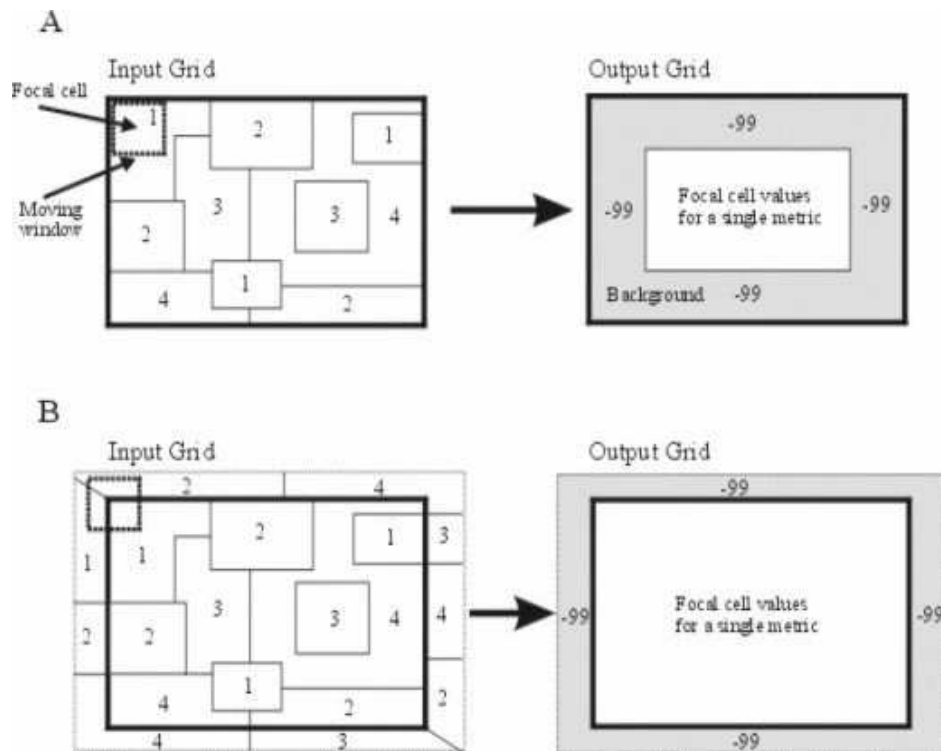 A
Input Grid
Output Grid
Focal cell
1
2
1
-99
Moving
window
3
3
4
2
-99
Focal cell values
for a single metric
-99
4
1
2
Background
-99
B
Input Grid
Output Grid
2
4
-99
2
1
3
1
1
3
3
4
4
2
2
-99
Focal cell values
for a single metric
-99
4
1
2
2
4
3
-99